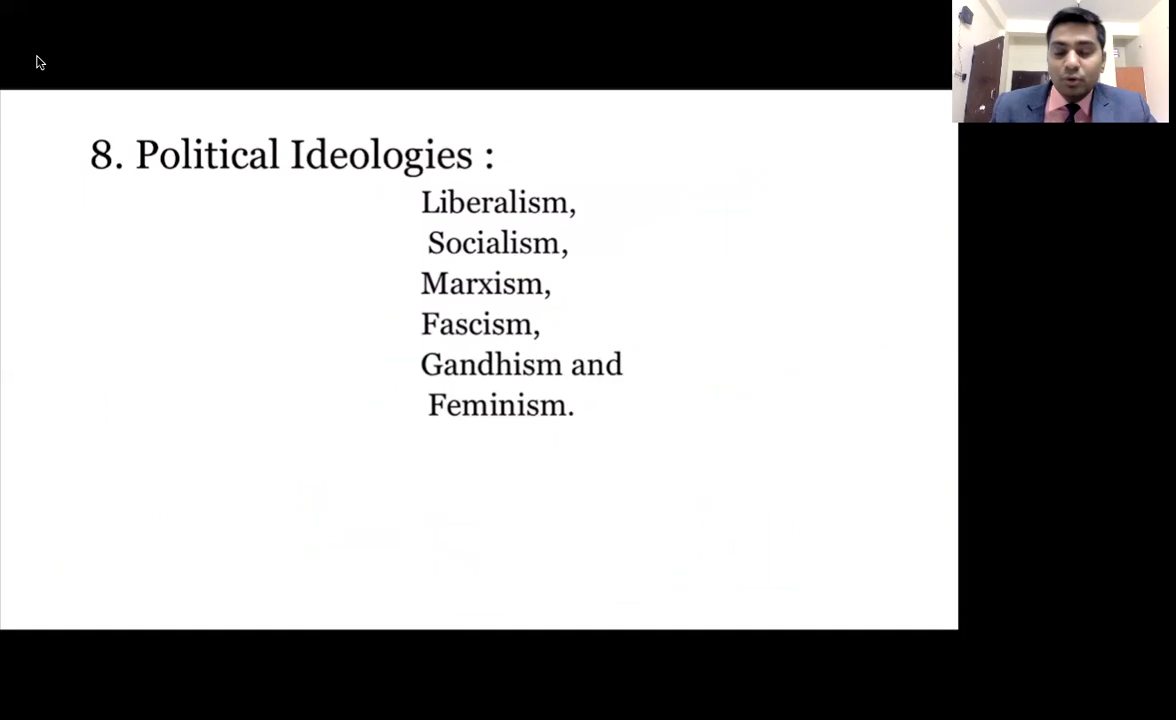 8. Political Ideologies :
Liberalism,
Socialism,
Marxism,
Fascism,
Gandhism and
Feminism.